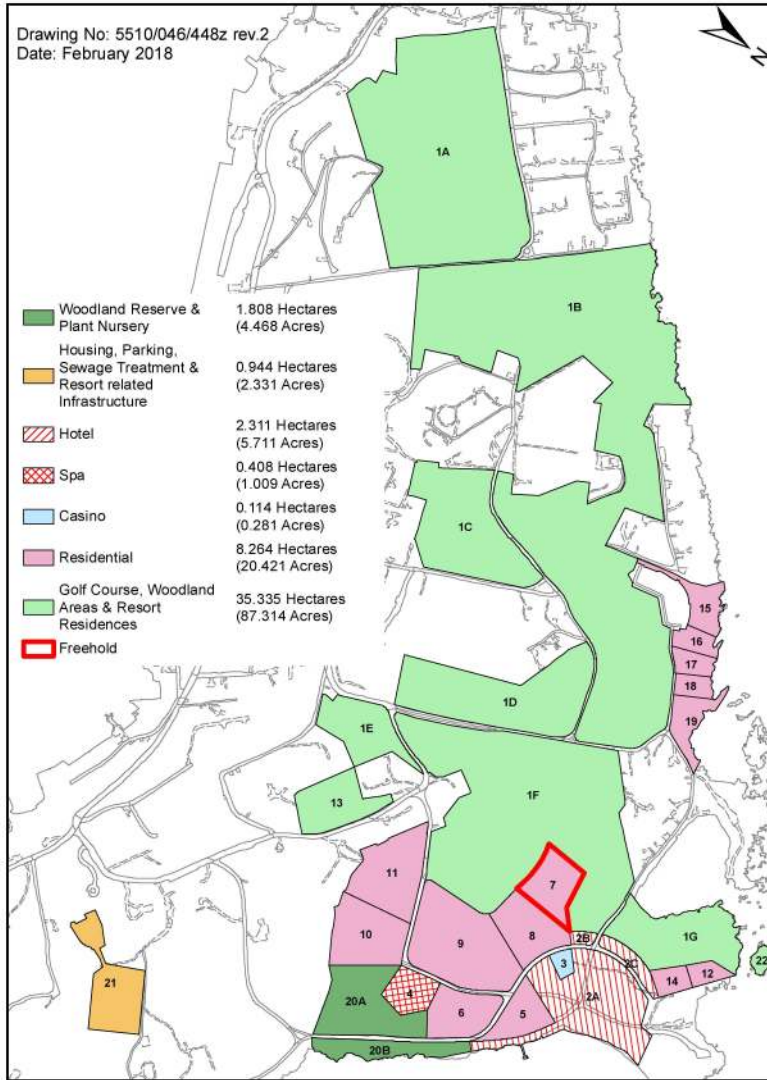 Drawing No: 5510/046/448z rev.2
Date: February 2018
N
1A
1B
Woodland Reserve &
Plant Nursery
1.808 Hectares
(4.468 Acres)
Housing, Parking,
Sewage Treatment &
Resort related
Infrastructure
0.944 Hectares
(2.331 Acres)
Hotel
2.311 Hectares
(5.711 Acres)
Spa
0.408 Hectares
(1.009 Acres)
Casino
0.114 Hectares
(0.281 Acres)
Residential
8.264 Hectares
(20.421 Acres)
Golf Course, Woodland
Areas & Resort
Residences
35.335 Hectares
(87.314 Acres)
Freehold
1C
15
16
17
18
19
1D
1E
13
1F
11
7
10
9
8
2B
1G
3
2C
22
21
4
14
12
20A
6
5
2A
20B